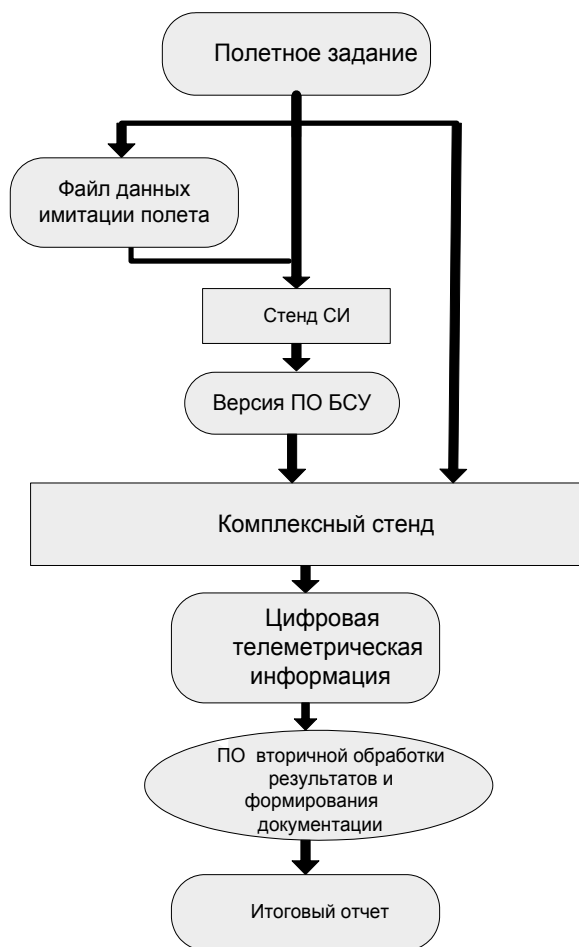 Полетное задание
Файл данных
имитации полета
Стенд СИ
Версия ПО БСУ
Комплексный стенд
Цифровая
телеметрическая
информация
ПО вторичной обработки
результатов и
формирования
документации
Итоговый отчет